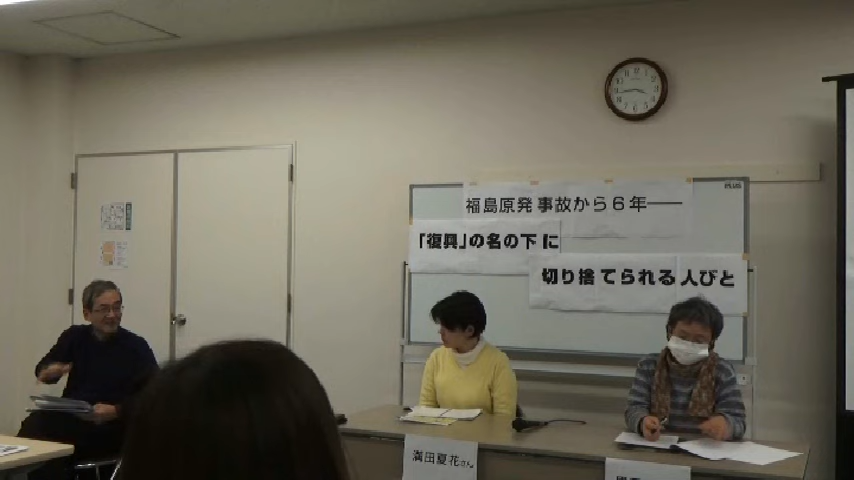 PLUS
福島原発事故から6年――
「復興」の名の下に
切り捨てられる人びと
満田夏花さん